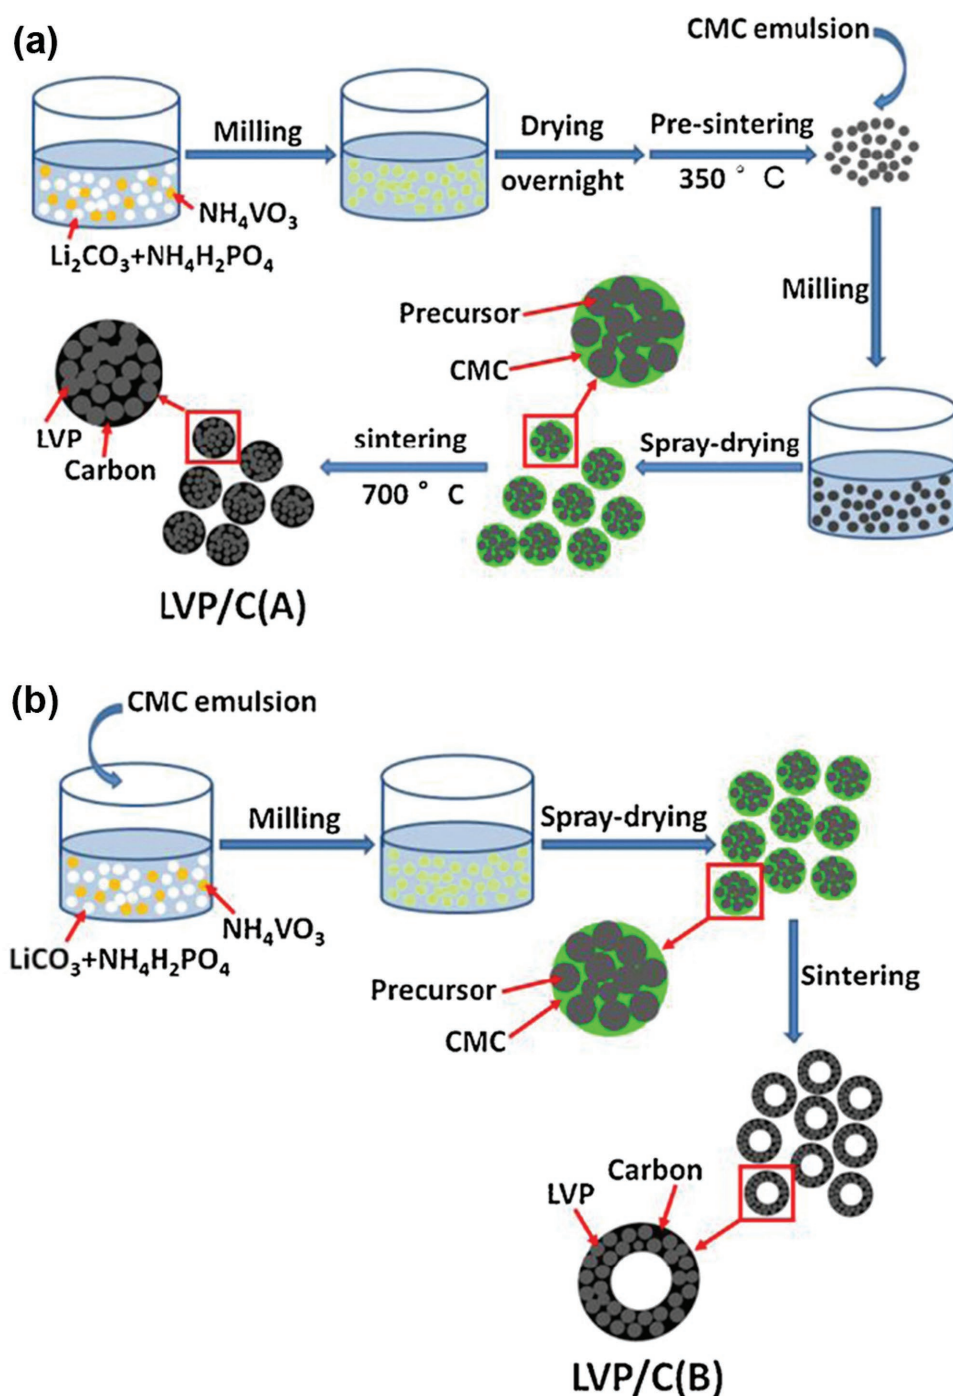 (a)
CMC emulsion
Milling
Drying
overnight
Pre-sintering
350 ° C
NH₄VO₃
Li₂CO₃+NH₄H₂PO₄
Milling
Precursor
CMC
LVP
Carbon
sintering
700 ° C
Spray-drying
LVP/C(A)
(b)
CMC emulsion
Milling
Spray-drying
NH₄VO₃
LiCO₃+NH₄H₂PO₄
Precursor
CMC
Sintering
Carbon
LVP
LVP/C(B)